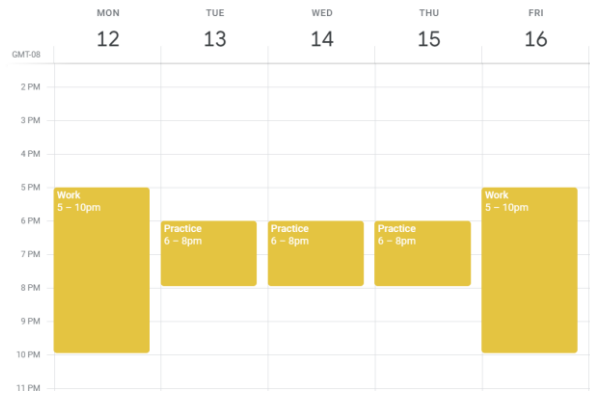 MON TUE WED THU FRI
12 13 14 15 16
GMT-08
2 PM
3 PM
4 PM
5 PM
Work
5 – 10pm
Work
5 – 10pm
6 PM
Practice
6 – 8pm
Practice
6 – 8pm
Practice
6 – 8pm
7 PM
8 PM
9 PM
10 PM
11 PM